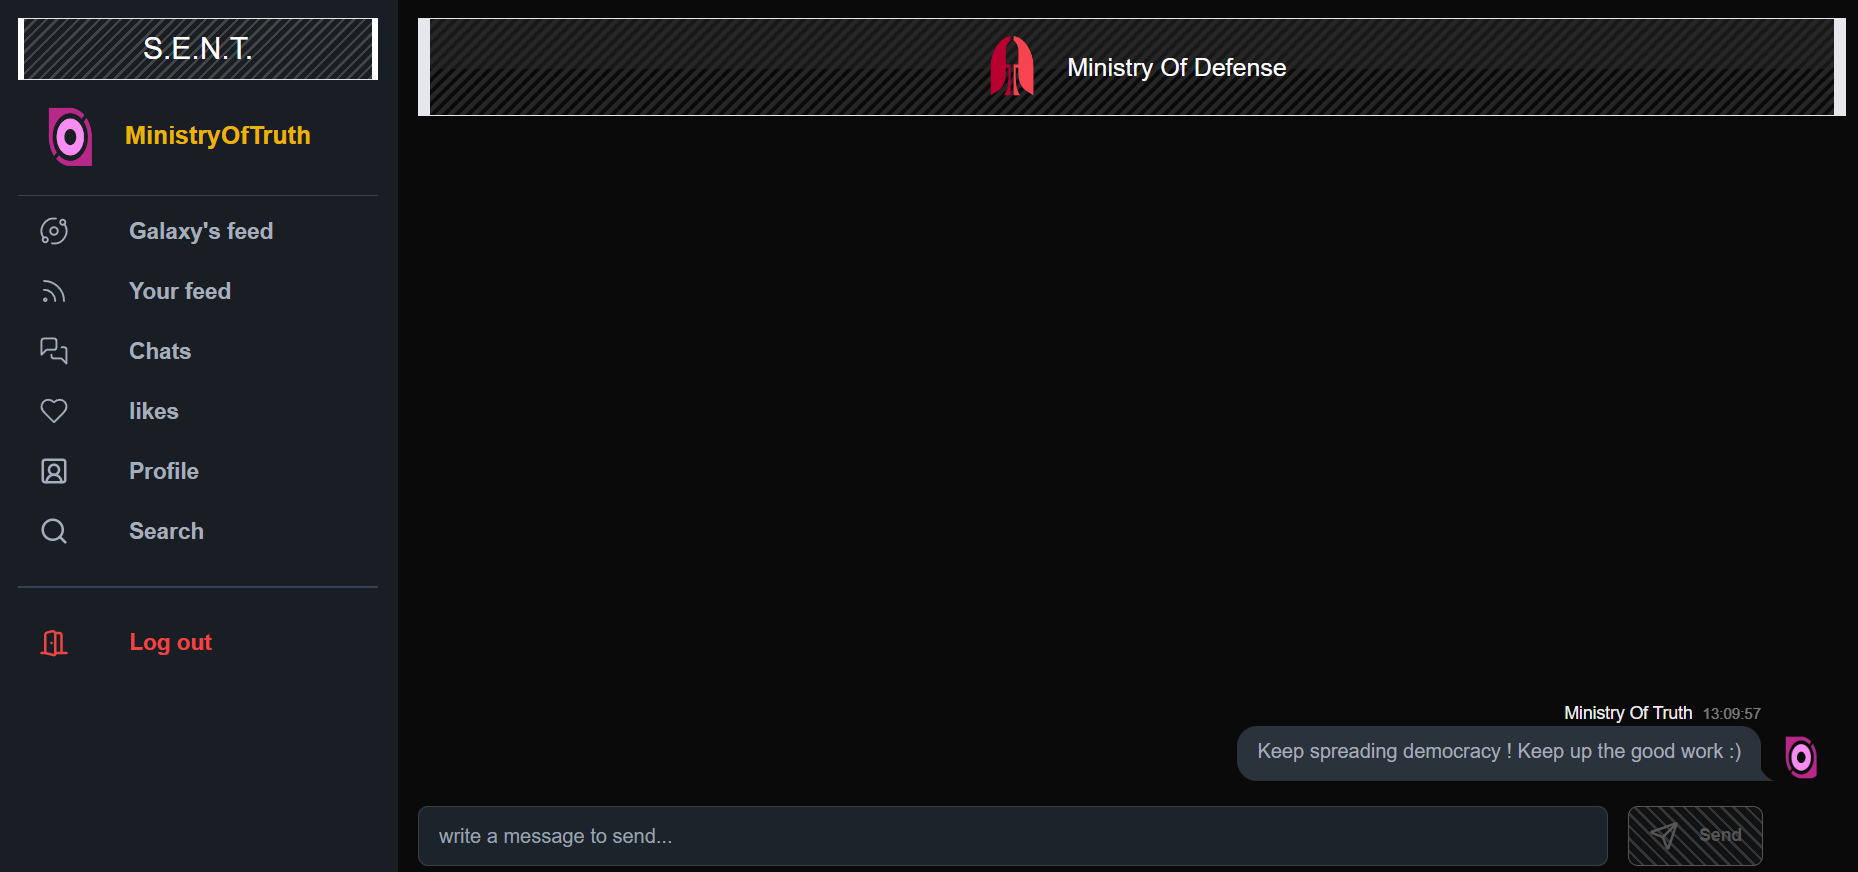 S.E.N.T.
MinistryOfTruth
Galaxy's feed
Your feed
Chats
likes
Profile
Search
Log out
Ministry Of Defense
Ministry Of Truth 13:09:57
Keep spreading democracy ! Keep up the good work :)
write a message to send...
Send